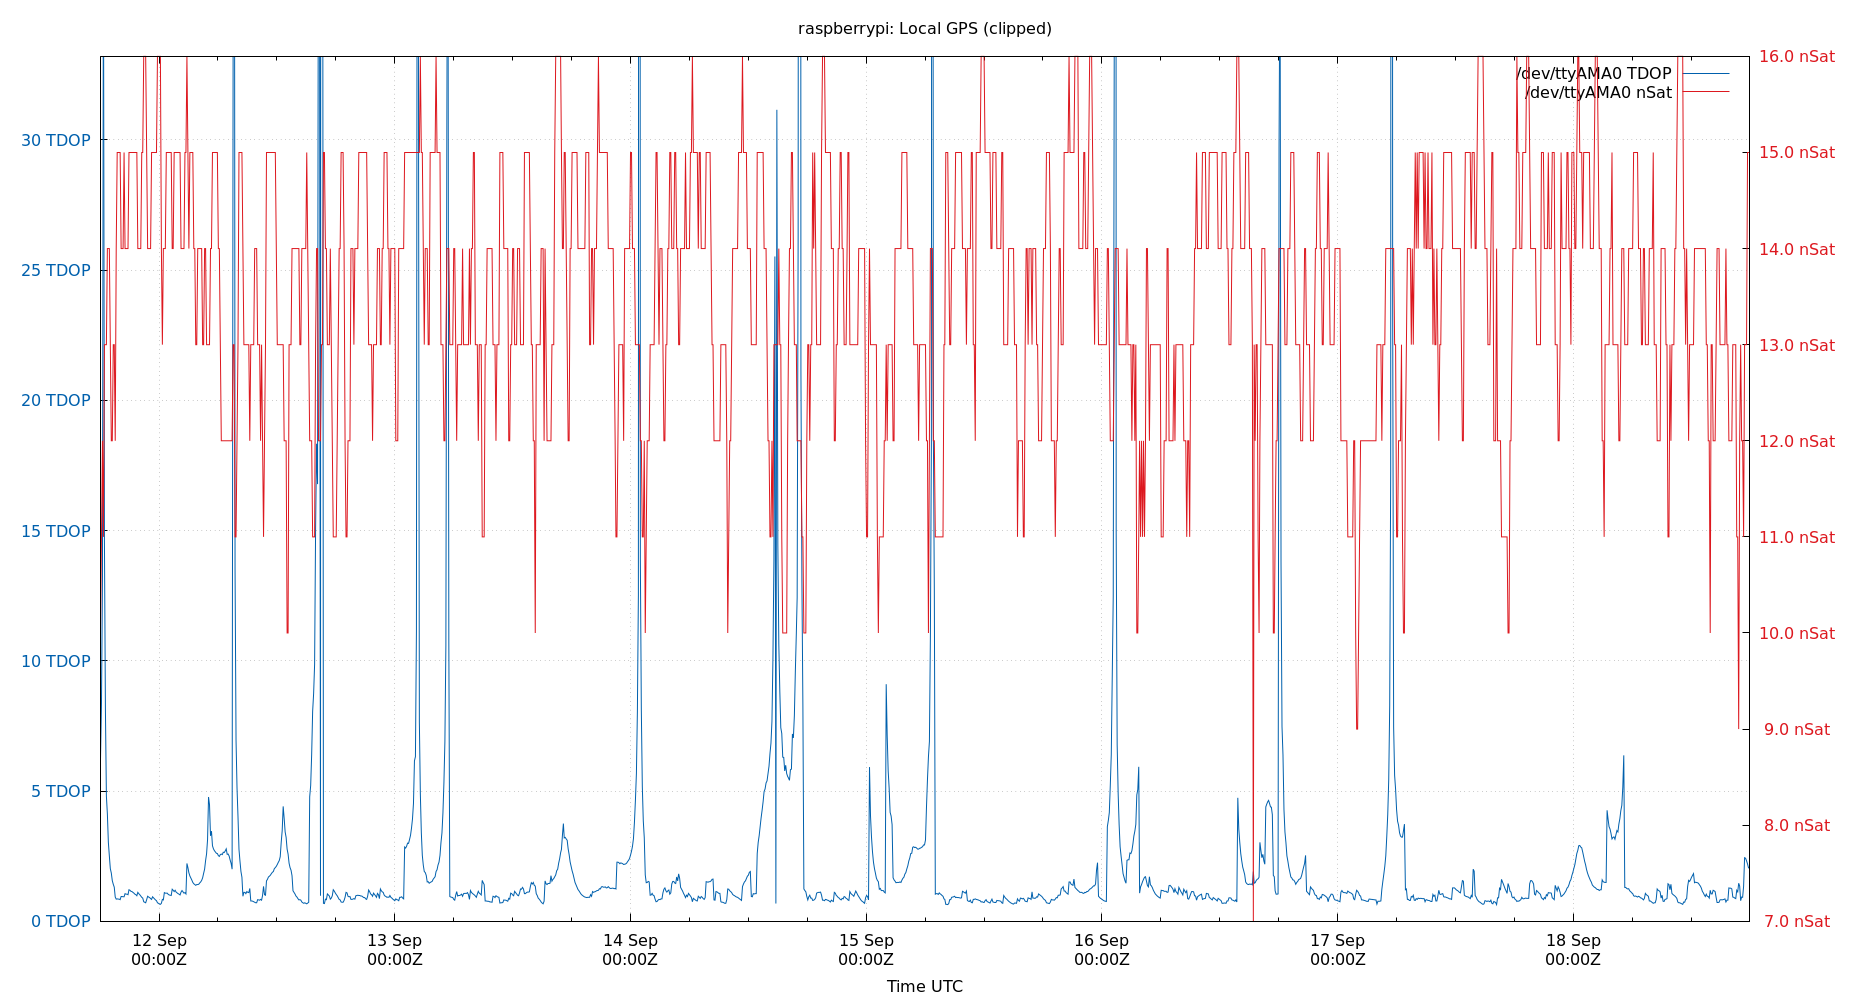 raspberrypi: Local GPS (clipped)
16.0 nSat
/dev/ttyAMA0 TDOP
/dev/ttyAMA0 nSat
30 TDOP
15.0 nSat
14.0 nSat
25 TDOP
13.0 nSat
20 TDOP
12.0 nSat
15 TDOP
11.0 nSat
10.0 nSat
10 TDOP
9.0 nSat
5 TDOP
8.0 nSat
0 TDOP
7.0 nSat
12 Sep 13 Sep 14 Sep 15 Sep 16 Sep 17 Sep 18 Sep
00:00Z 00:00Z 00:00Z 00:00Z 00:00Z 00:00Z 00:00Z
Time UTC